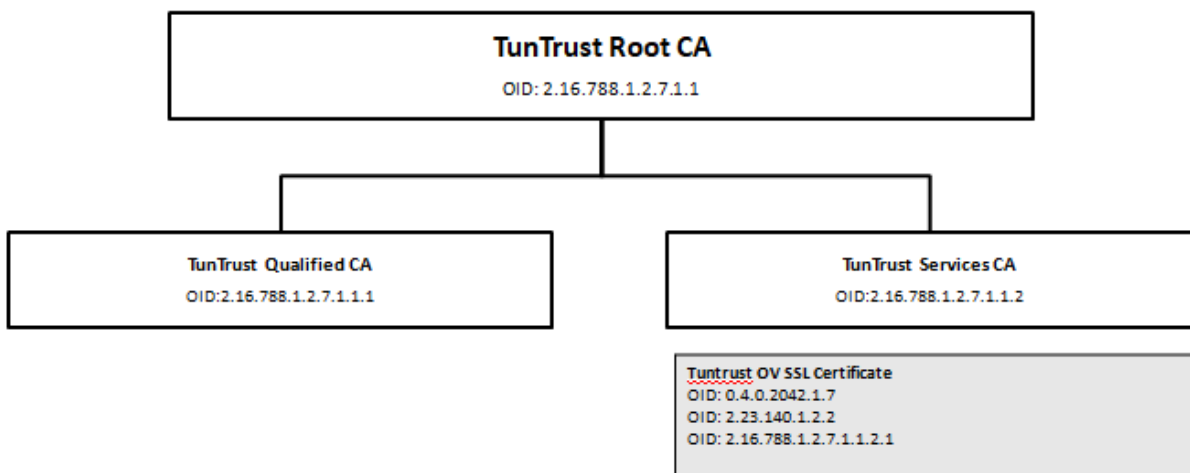 TunTrust Root CA
OID: 2.16.788.1.2.7.1.1
TunTrust Qualified CA
OID:2.16.788.1.2.7.1.1.1
TunTrust Services CA
OID:2.16.788.1.2.7.1.1.2
Tuntrust OV SSL Certificate
OID: 0.4.0.2042.1.7
OID: 2.23.140.1.2.2
OID: 2.16.788.1.2.7.1.1.2.1